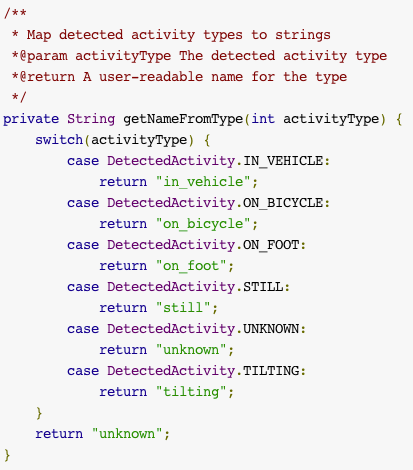 /**
 * Map detected activity types to strings
 *@param activityType The detected activity type
 *@return A user-readable name for the type
 */
private String getNameFromType(int activityType) {
    switch(activityType) {
        case DetectedActivity.IN_VEHICLE:
            return "in_vehicle";
        case DetectedActivity.ON_BICYCLE:
            return "on_bicycle";
        case DetectedActivity.ON_FOOT:
            return "on_foot";
        case DetectedActivity.STILL:
            return "still";
        case DetectedActivity.UNKNOWN:
            return "unknown";
        case DetectedActivity.TILTING:
            return "tilting";
    }
    return "unknown";
}